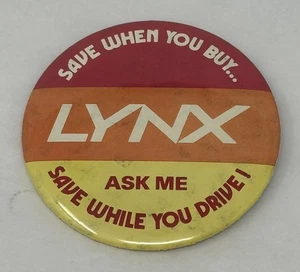 SAVE WHEN YOU BUY...
LYNX
ASK ME
SAVE WHILE YOU DRIVE!